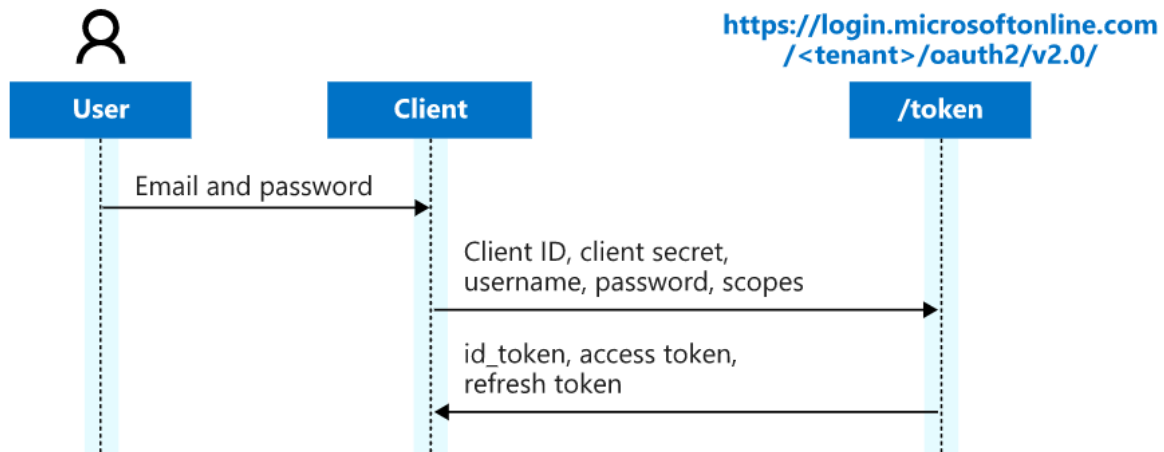 https://login.microsoftonline.com
/<tenant>/oauth2/v2.0/
User
Client
/token
Email and password
Client ID, client secret,
username, password, scopes
id_token, access token,
refresh token